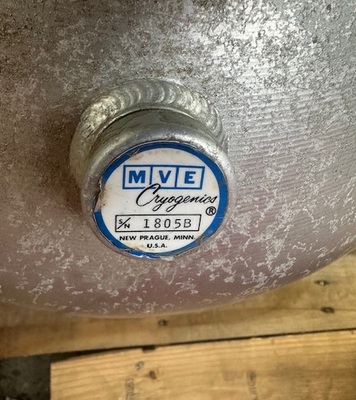 MVE
Cryogenics
®
S/N 1805B
NEW PRAGUE, MINN.
U.S.A.